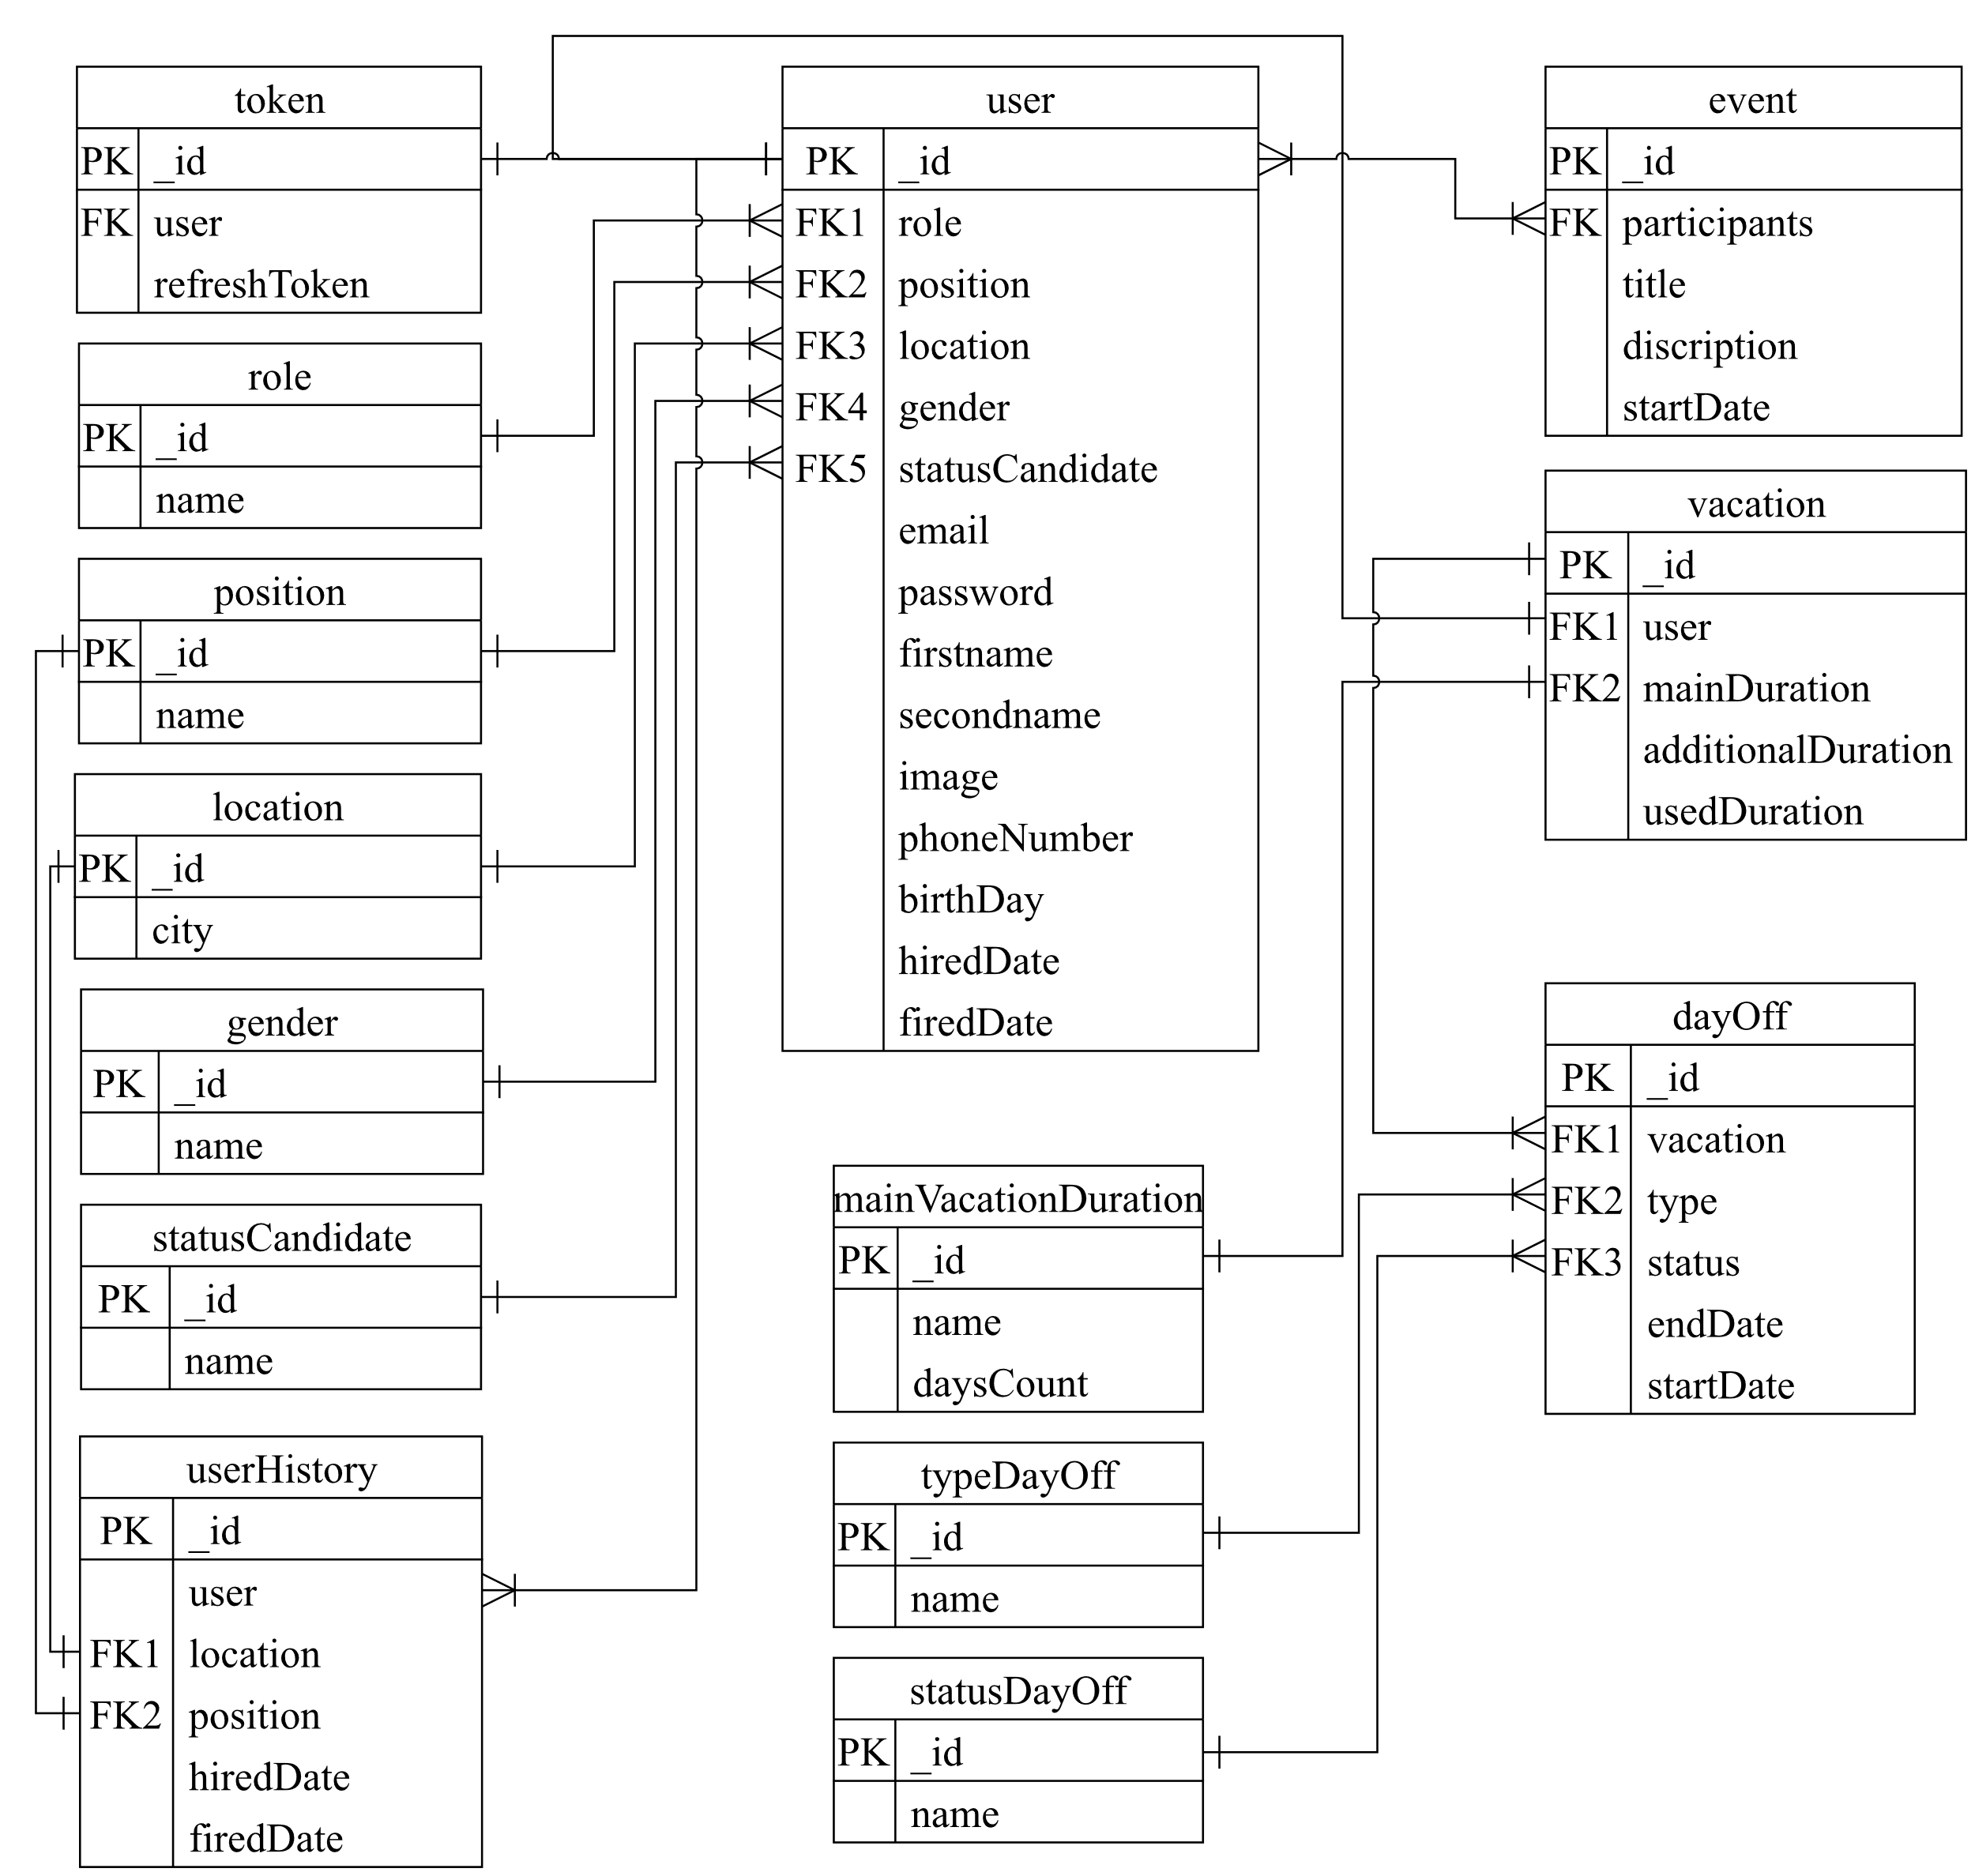 token
PK _id
FK user
refreshToken
role
PK _id
name
position
PK _id
name
location
PK _id
city
gender
PK _id
name
statusCandidate
PK _id
name
userHistory
PK _id
user
FK1 location
FK2 position
hiredDate
firedDate
user
PK _id
FK1 role
FK2 position
FK3 location
FK4 gender
FK5 statusCandidate
email
password
firstname
secondname
image
phoneNumber
birthDay
hiredDate
firedDate
mainVacationDuration
PK _id
name
daysCount
typeDayOff
PK _id
name
statusDayOff
PK _id
name
event
PK _id
FK participants
title
discription
startDate
vacation
PK _id
FK1 user
FK2 mainDuration
additionalDuration
usedDuration
dayOff
PK _id
FK1 vacation
FK2 type
FK3 status
endDate
startDate